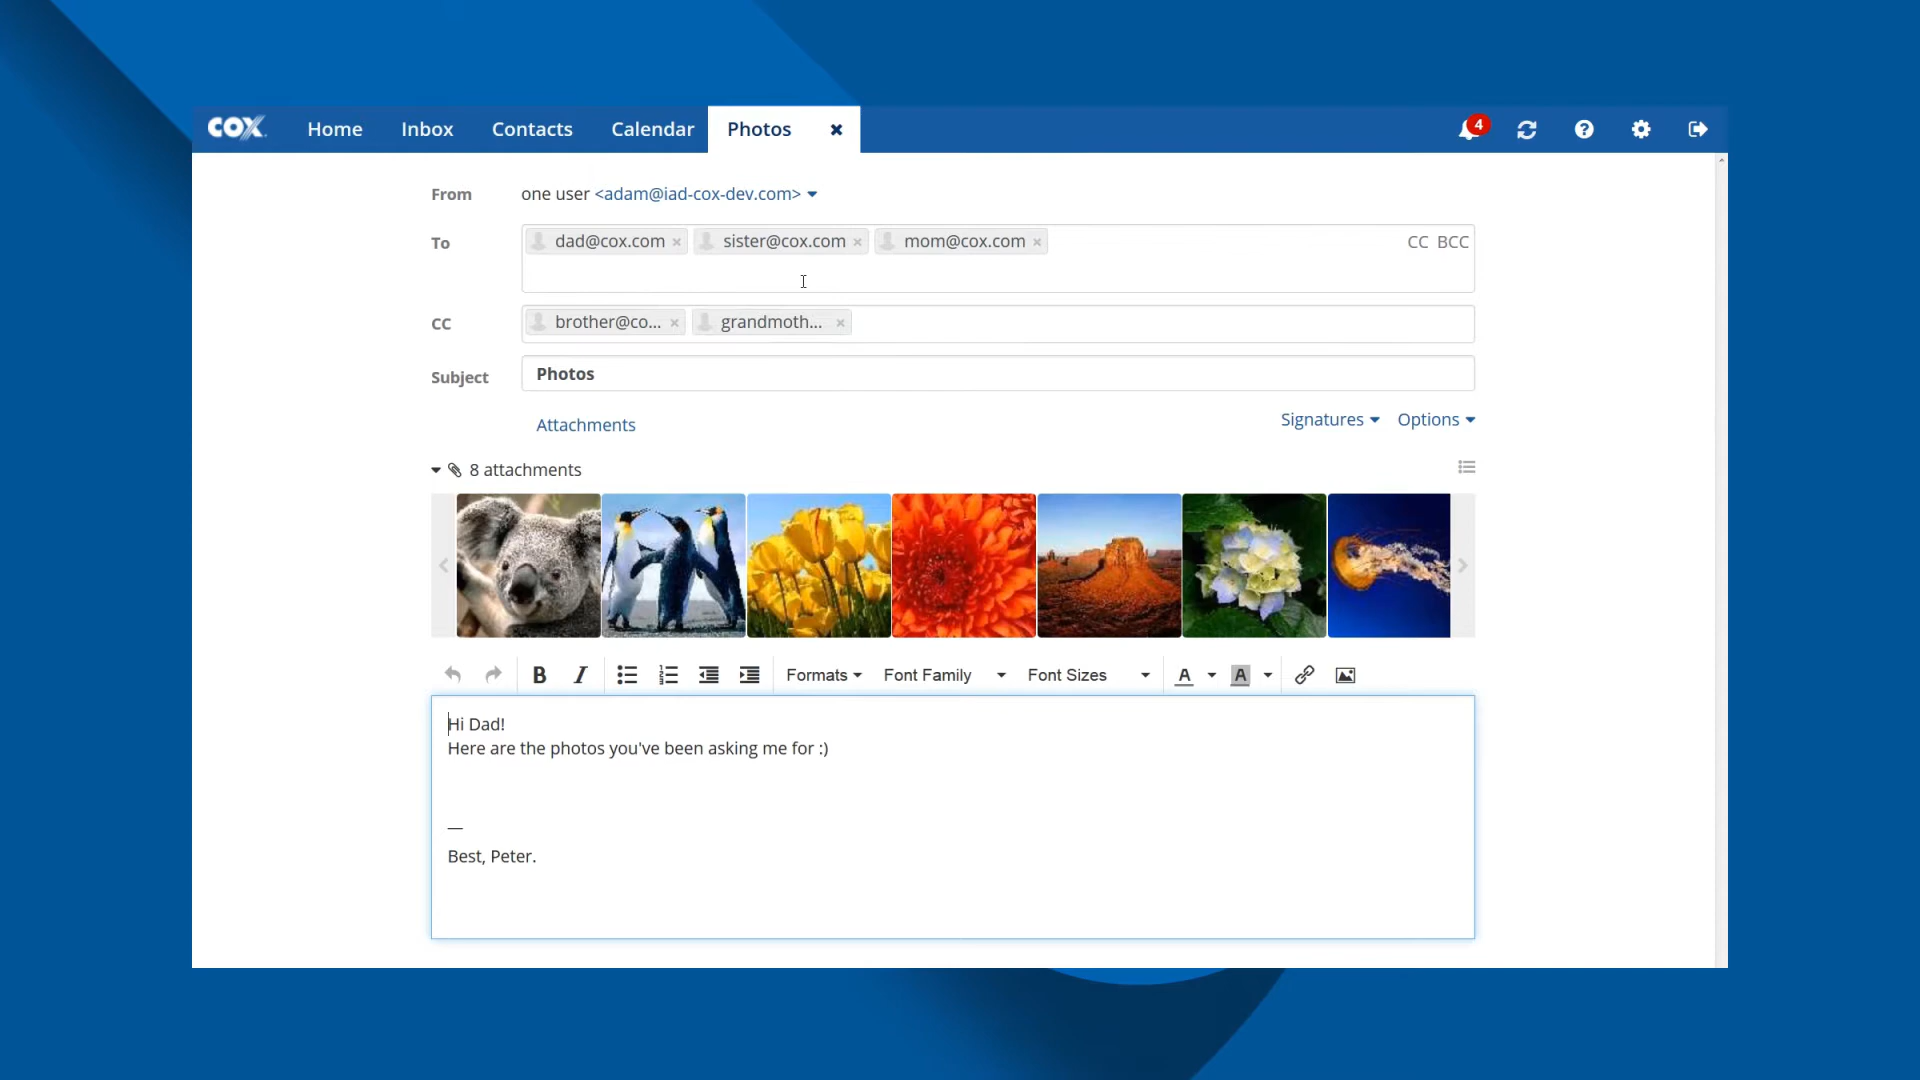 COX Home Inbox Contacts Calendar Photos 4
From one user <adam@iad-cox-dev.com>
To dad@cox.com sister@cox.com mom@cox.com CC BCC
CC brother@co... grandmoth...
Subject Photos
Attachments Signatures Options
8 attachments
B I Formats Font Family Font Sizes A A
Hi Dad!
Here are the photos you've been asking me for :)
—
Best, Peter.